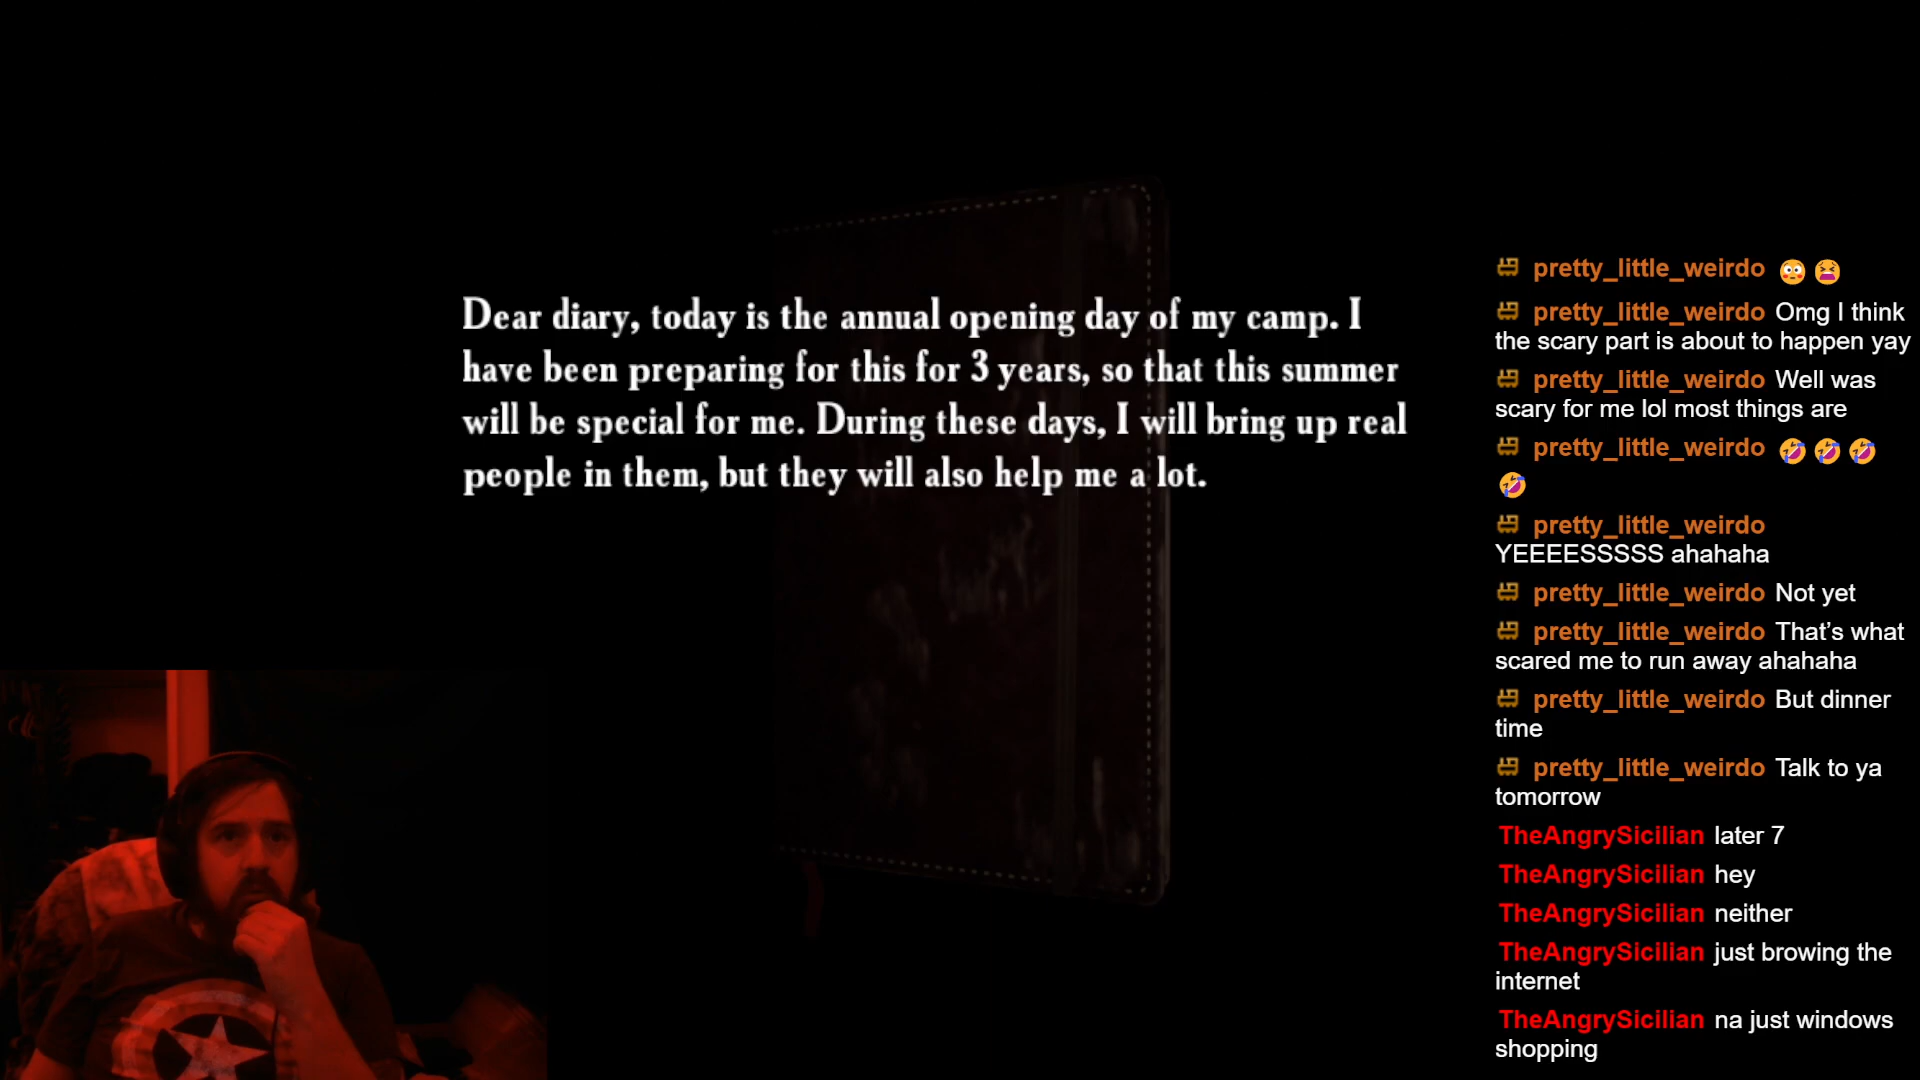 Dear diary, today is the annual opening day of my camp. I
have been preparing for this for 3 years, so that this summer
will be special for me. During these days, I will bring up real
people in them, but they will also help me a lot.
pretty_little_weirdo 😳 😫
pretty_little_weirdo Omg I think
the scary part is about to happen yay
pretty_little_weirdo Well was
scary for me lol most things are
pretty_little_weirdo 🤣 🤣 🤣
🤣
pretty_little_weirdo
YEEEESSSSS ahahaha
pretty_little_weirdo Not yet
pretty_little_weirdo That’s what
scared me to run away ahahaha
pretty_little_weirdo But dinner
time
pretty_little_weirdo Talk to ya
tomorrow
TheAngrySicilian later 7
TheAngrySicilian hey
TheAngrySicilian neither
TheAngrySicilian just browing the
internet
TheAngrySicilian na just windows
shopping